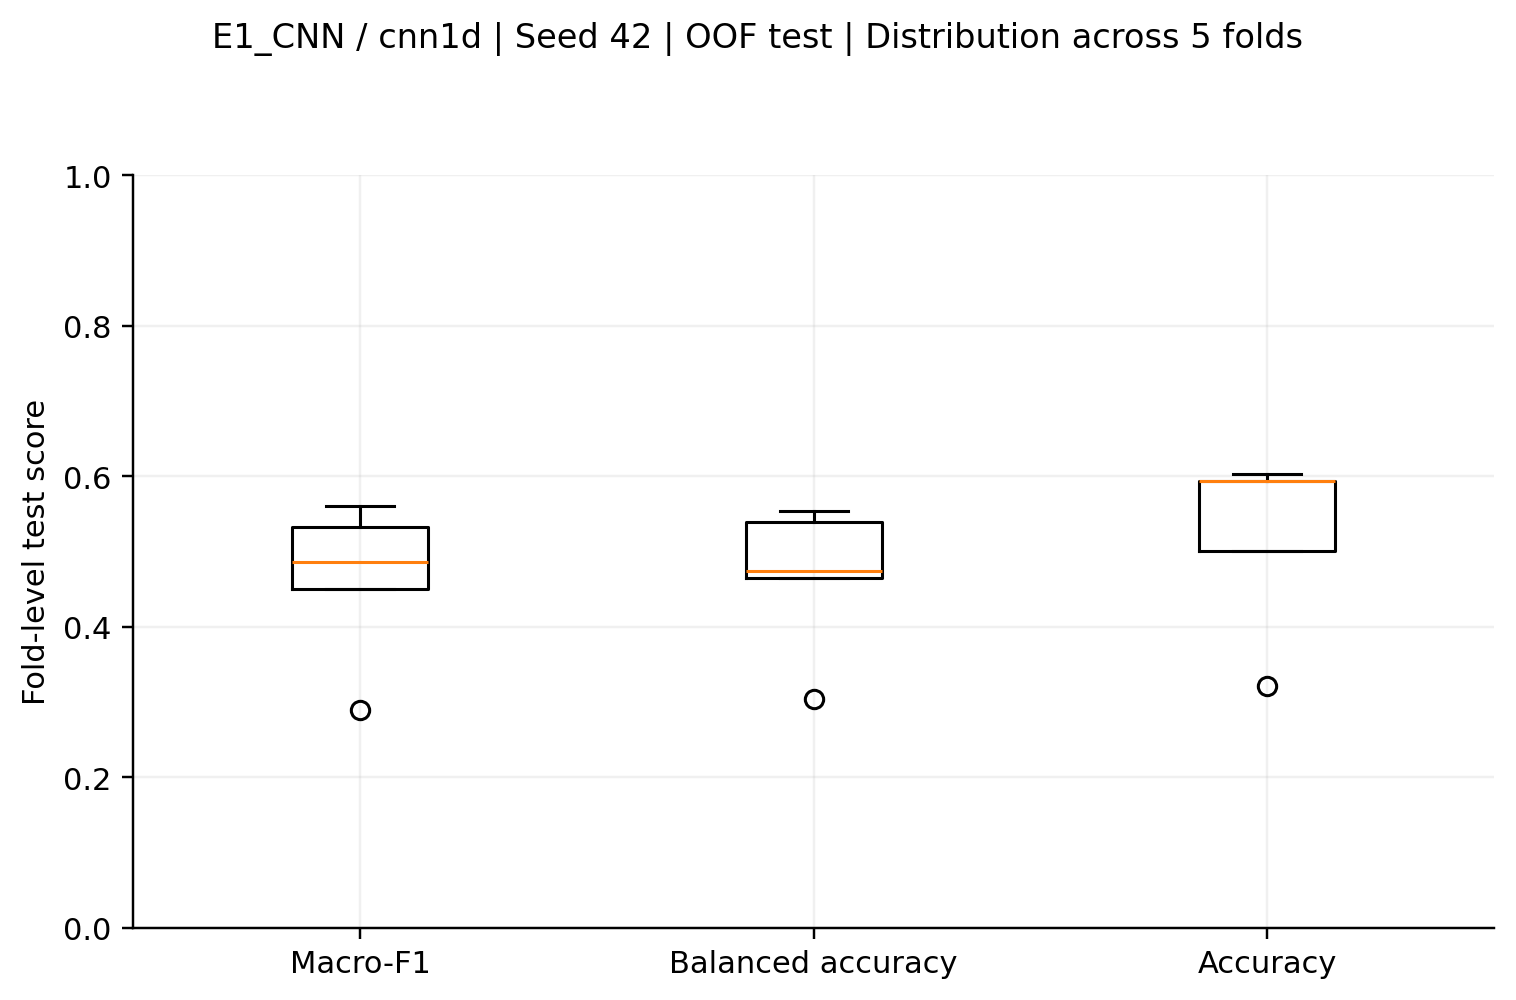 E1_CNN / cnn1d | Seed 42 | OOF test | Distribution across 5 folds
1.0
0.8
0.6
0.4
0.2
0.0
Fold-level test score
Macro-F1
Balanced accuracy
Accuracy